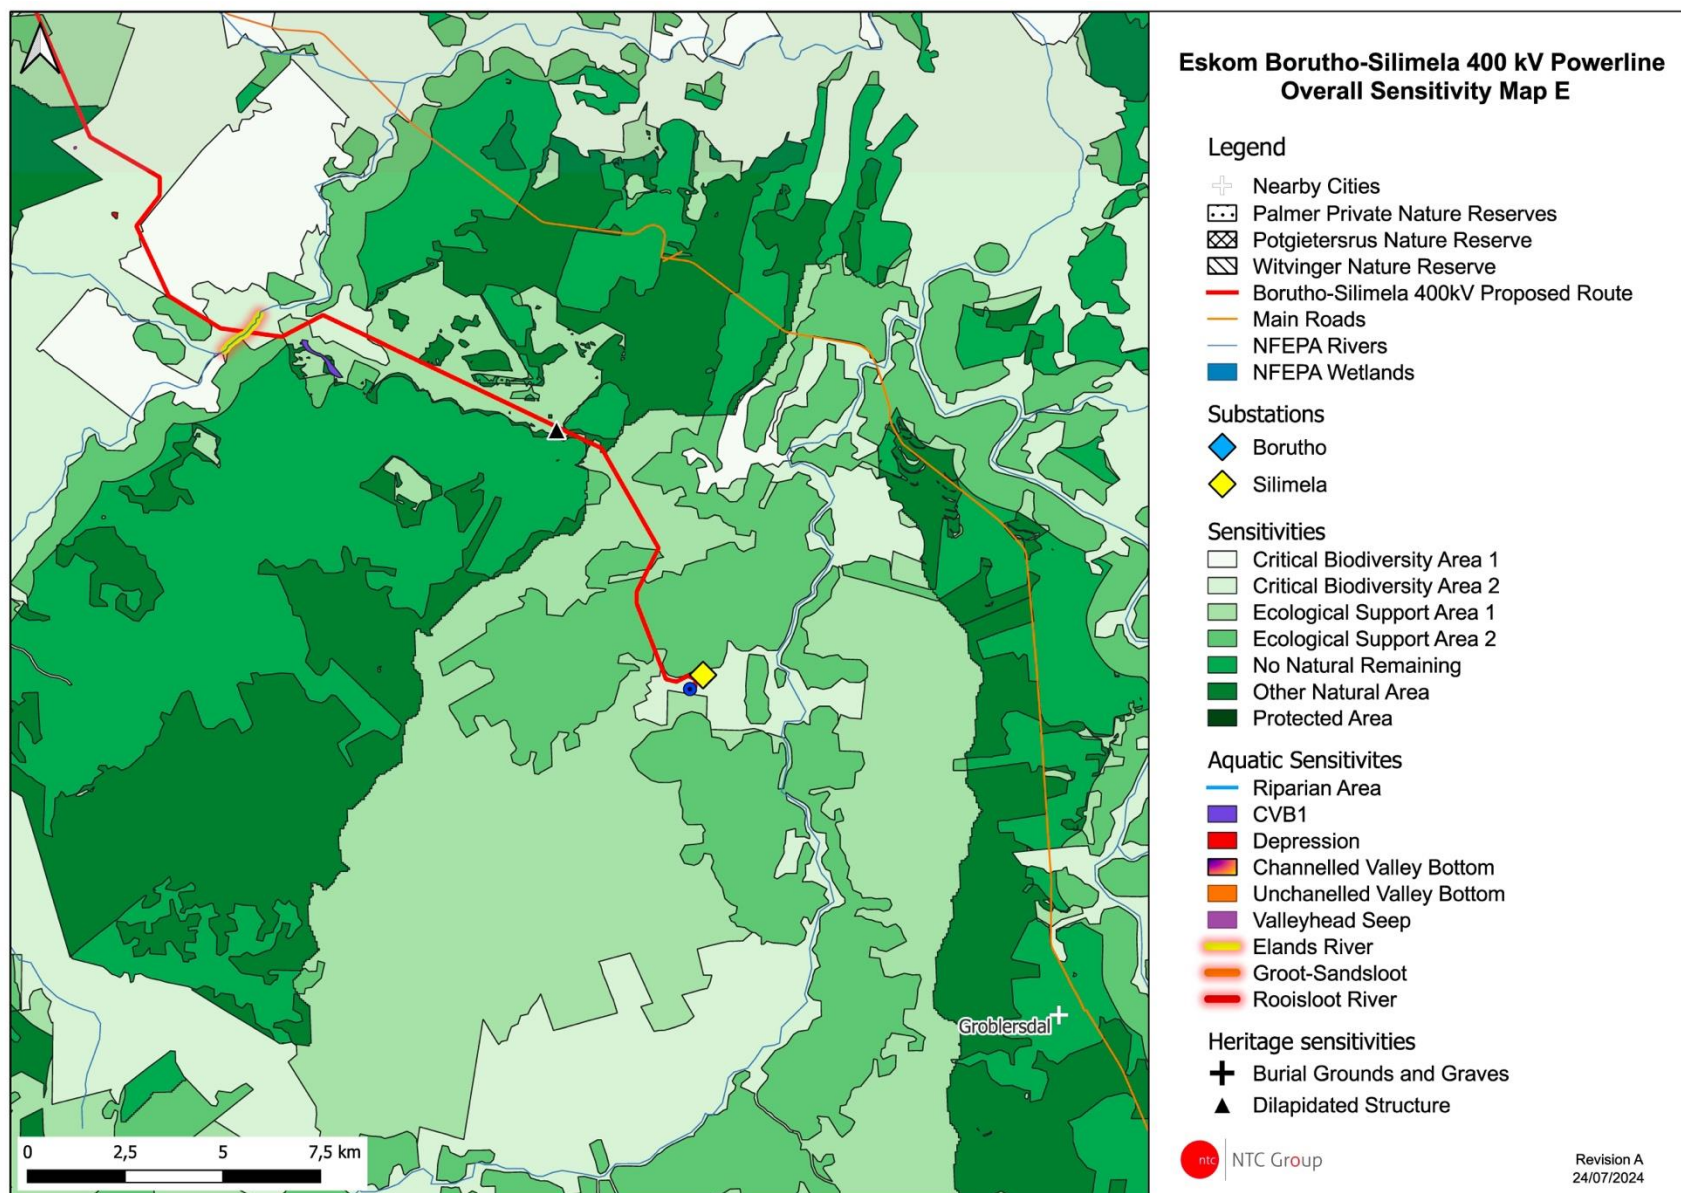 Eskom Borutho-Silimela 400 kV Powerline
Overall Sensitivity Map E
Legend
Nearby Cities
Palmer Private Nature Reserves
Potgietersrus Nature Reserve
Witvinger Nature Reserve
Borutho-Silimela 400kV Proposed Route
Main Roads
NFEPA Rivers
NFEPA Wetlands
Substations
Borutho
Silimela
Sensitivities
Critical Biodiversity Area 1
Critical Biodiversity Area 2
Ecological Support Area 1
Ecological Support Area 2
No Natural Remaining
Other Natural Area
Protected Area
Aquatic Sensitivites
Riparian Area
CVB1
Depression
Channelled Valley Bottom
Unchanelled Valley Bottom
Valleyhead Seep
Elands River
Groot-Sandsloot
Rooisloot River
Heritage sensitivities
Burial Grounds and Graves
Dilapidated Structure
Groblersdal
0 2,5 5 7,5 km
ntc NTC Group
Revision A
24/07/2024